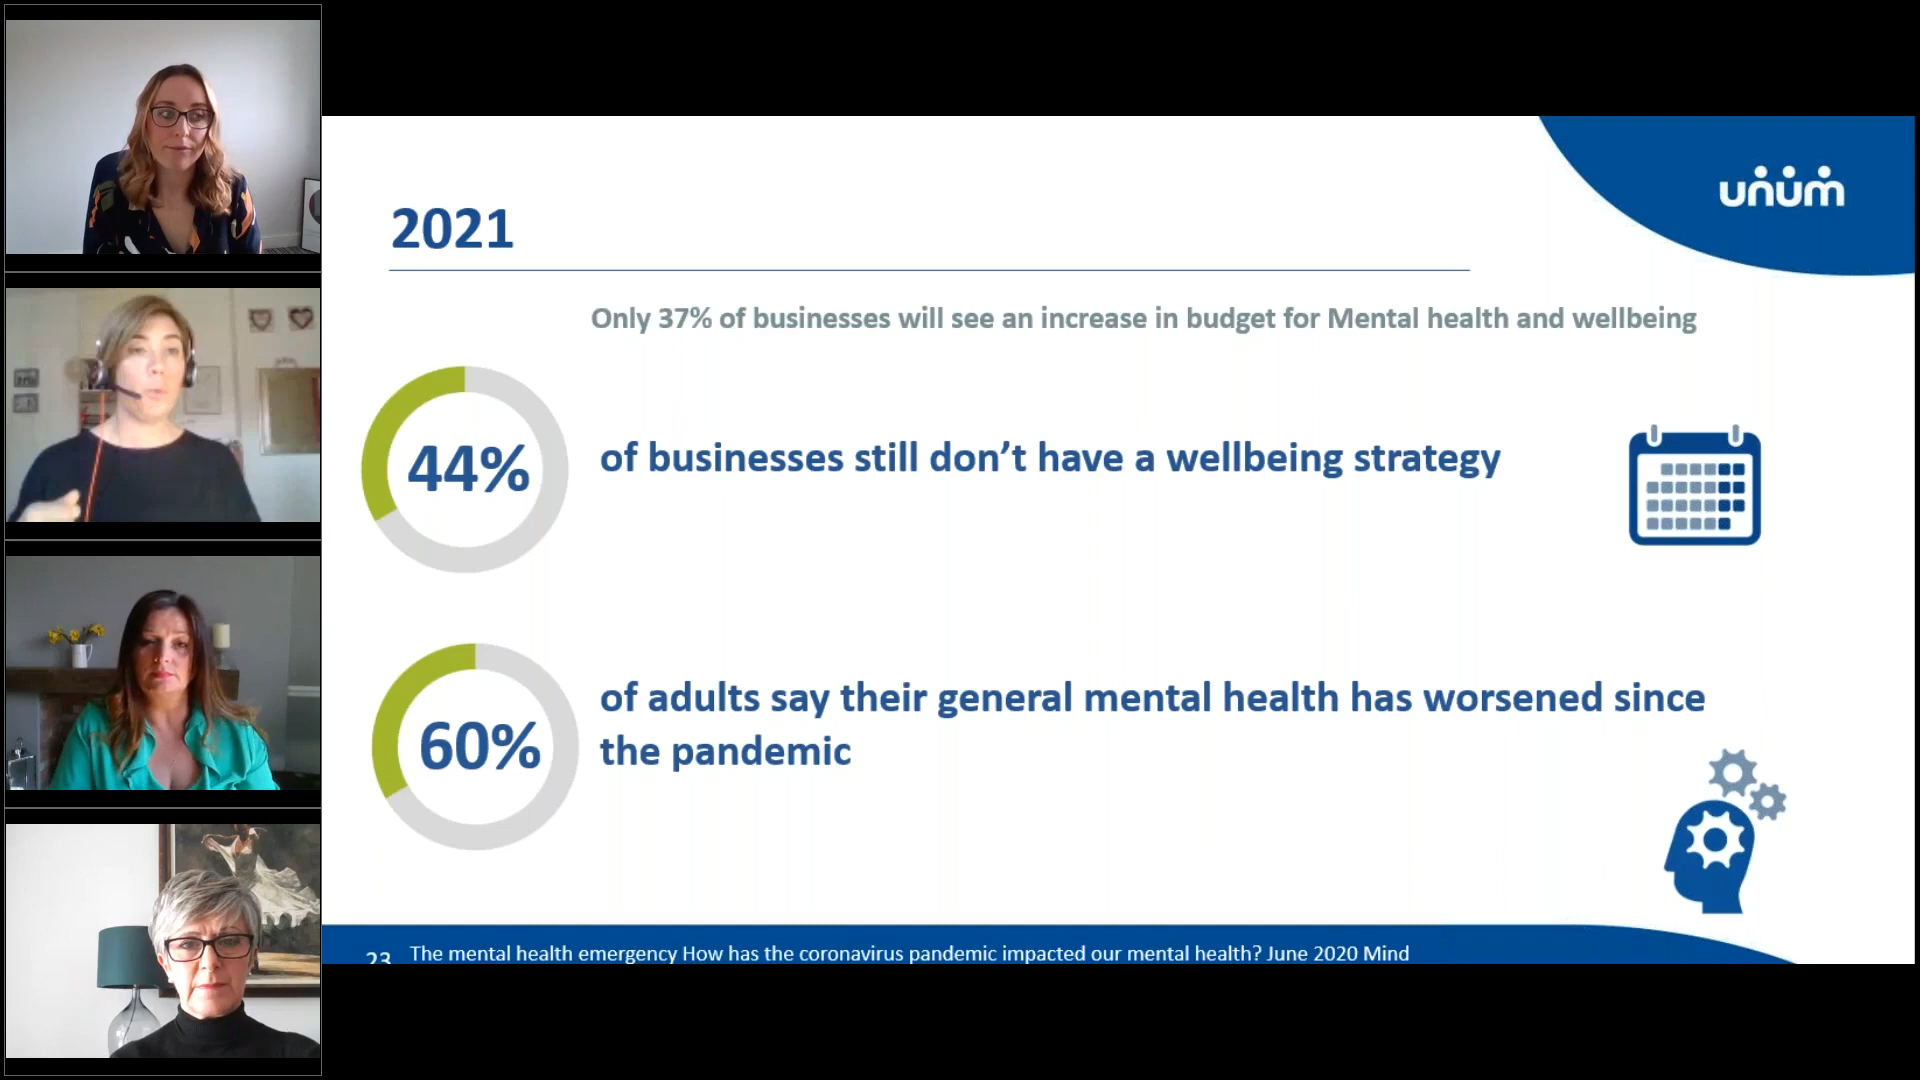 unum
2021
Only 37% of businesses will see an increase in budget for Mental health and wellbeing
44%
of businesses still don’t have a wellbeing strategy
60%
of adults say their general mental health has worsened since
the pandemic
23
The mental health emergency How has the coronavirus pandemic impacted our mental health? June 2020 Mind